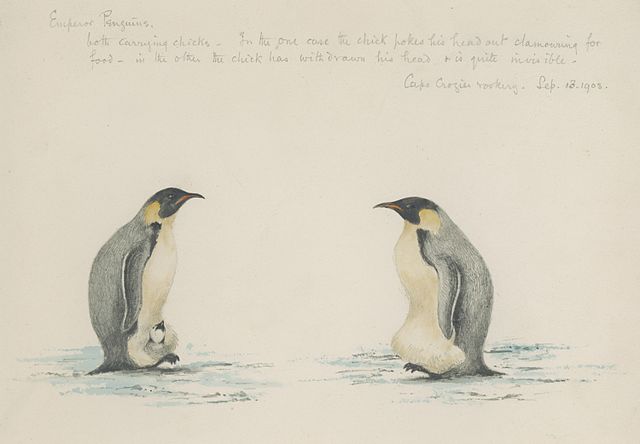 Emperor Penguins.
both carrying chicks - In the one case the chick pokes his head out clamouring for
food - in the other the chick has withdrawn his head & is quite invisible.
Cape Crozier rookery. Sep. 13. 1903.